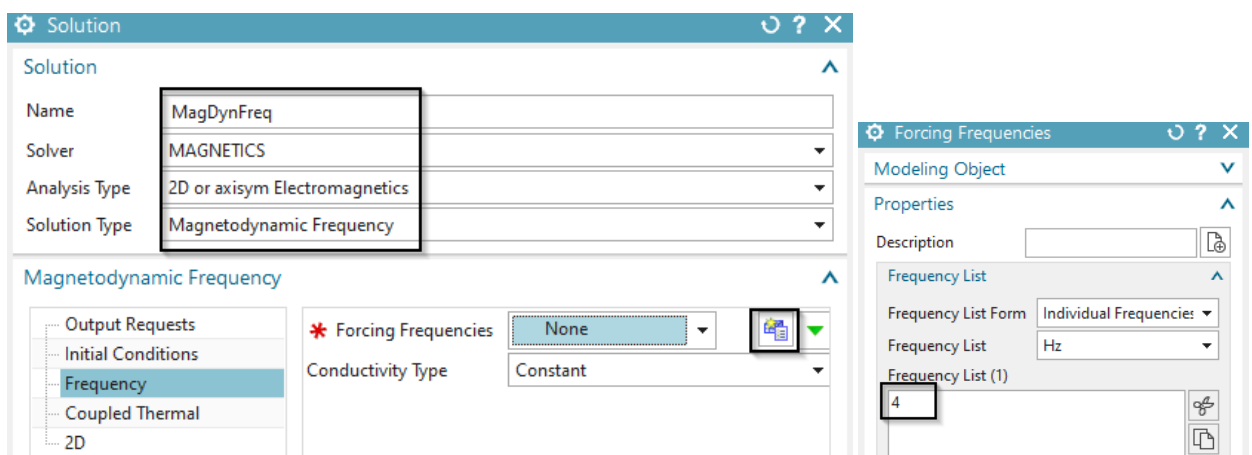 Solution
Solution
Name MagDynFreq
Solver MAGNETICS
Analysis Type 2D or axisym Electromagnetics
Solution Type Magnetodynamic Frequency
Magnetodynamic Frequency
Output Requests
Initial Conditions
Frequency
Coupled Thermal
2D
* Forcing Frequencies None
Conductivity Type Constant
Forcing Frequencies
Modeling Object
Properties
Description
Frequency List
Frequency List Form Individual Frequencies
Frequency List Hz
Frequency List (1)
4